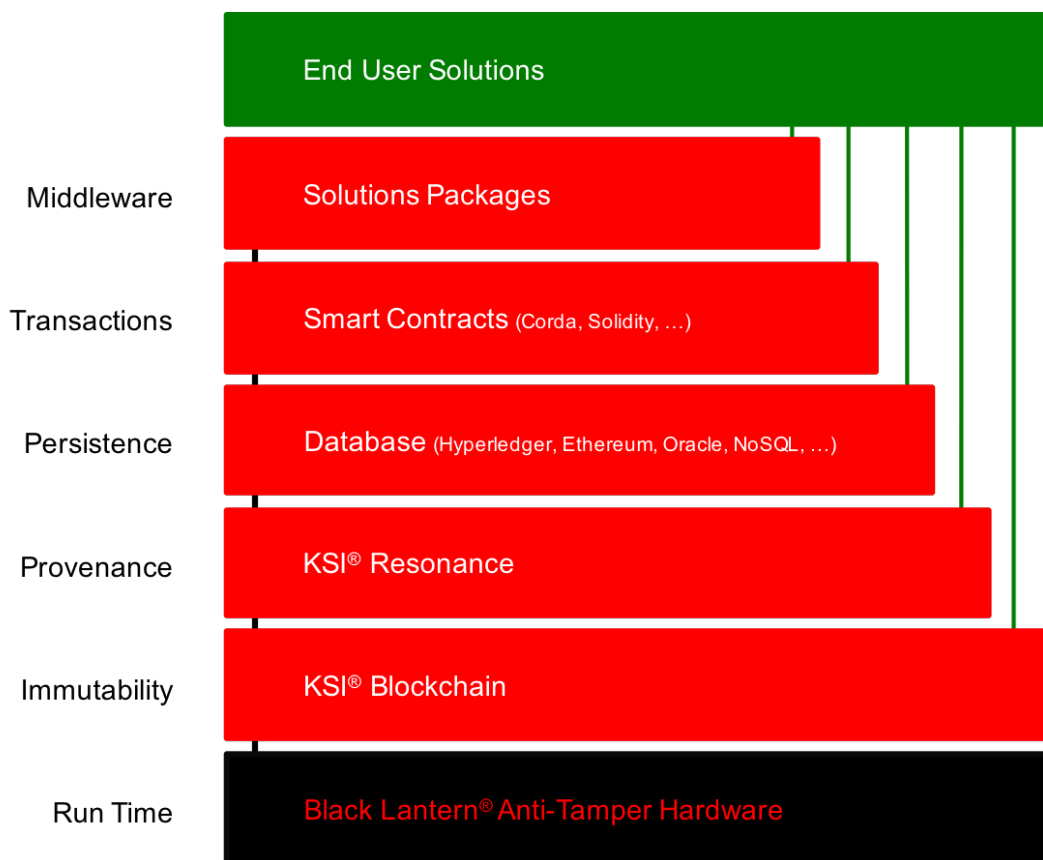 End User Solutions
Middleware
Solutions Packages
Transactions
Smart Contracts (Corda, Solidity, …)
Persistence
Database (Hyperledger, Ethereum, Oracle, NoSQL, …)
Provenance
KSI® Resonance
Immutability
KSI® Blockchain
Run Time
Black Lantern® Anti-Tamper Hardware